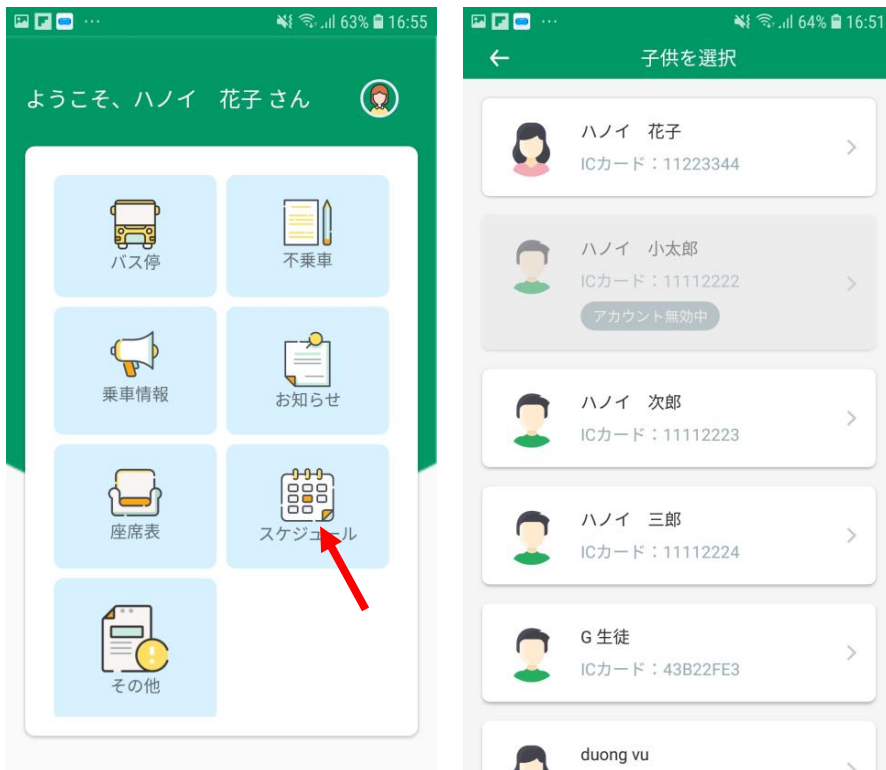 63% 16:55
ようこそ、ハノイ　花子 さん
バス停
不乗車
乗車情報
お知らせ
座席表
スケジュール
その他
64% 16:51
子供を選択
ハノイ　花子
ICカード：11223344
ハノイ　小太郎
ICカード：11112222
アカウント無効中
ハノイ　次郎
ICカード：11112223
ハノイ　三郎
ICカード：11112224
G 生徒
ICカード：43B22FE3
duong vu